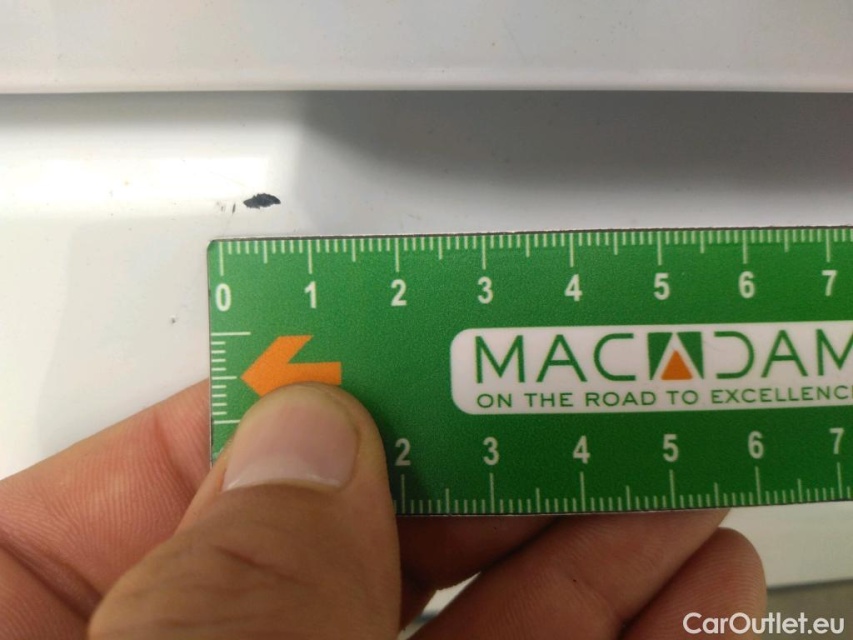 0 1 2 3 4 5 6 7
MACADAM
ON THE ROAD TO EXCELLENCE
2 3 4 5 6 7
CarOutlet.eu